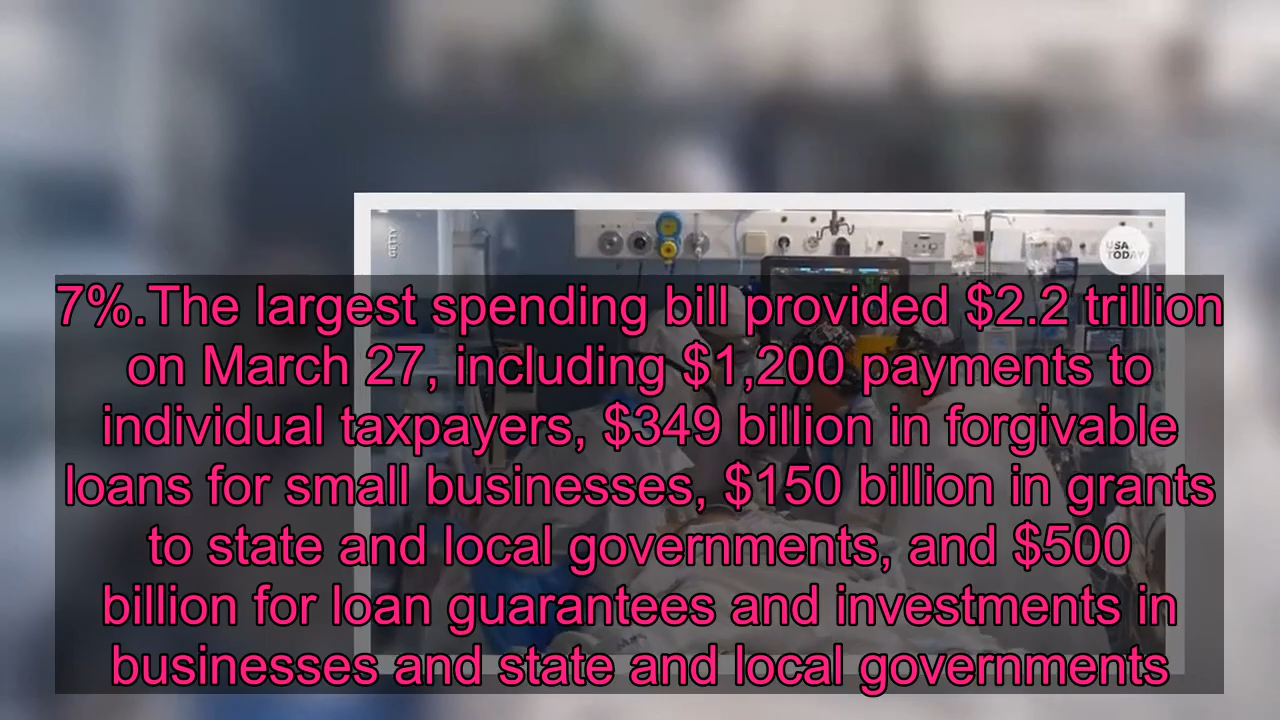 GETTY
USA
TODAY
7%.The largest spending bill provided $2.2 trillion
on March 27, including $1,200 payments to
individual taxpayers, $349 billion in forgivable
loans for small businesses, $150 billion in grants
to state and local governments, and $500
billion for loan guarantees and investments in
businesses and state and local governments